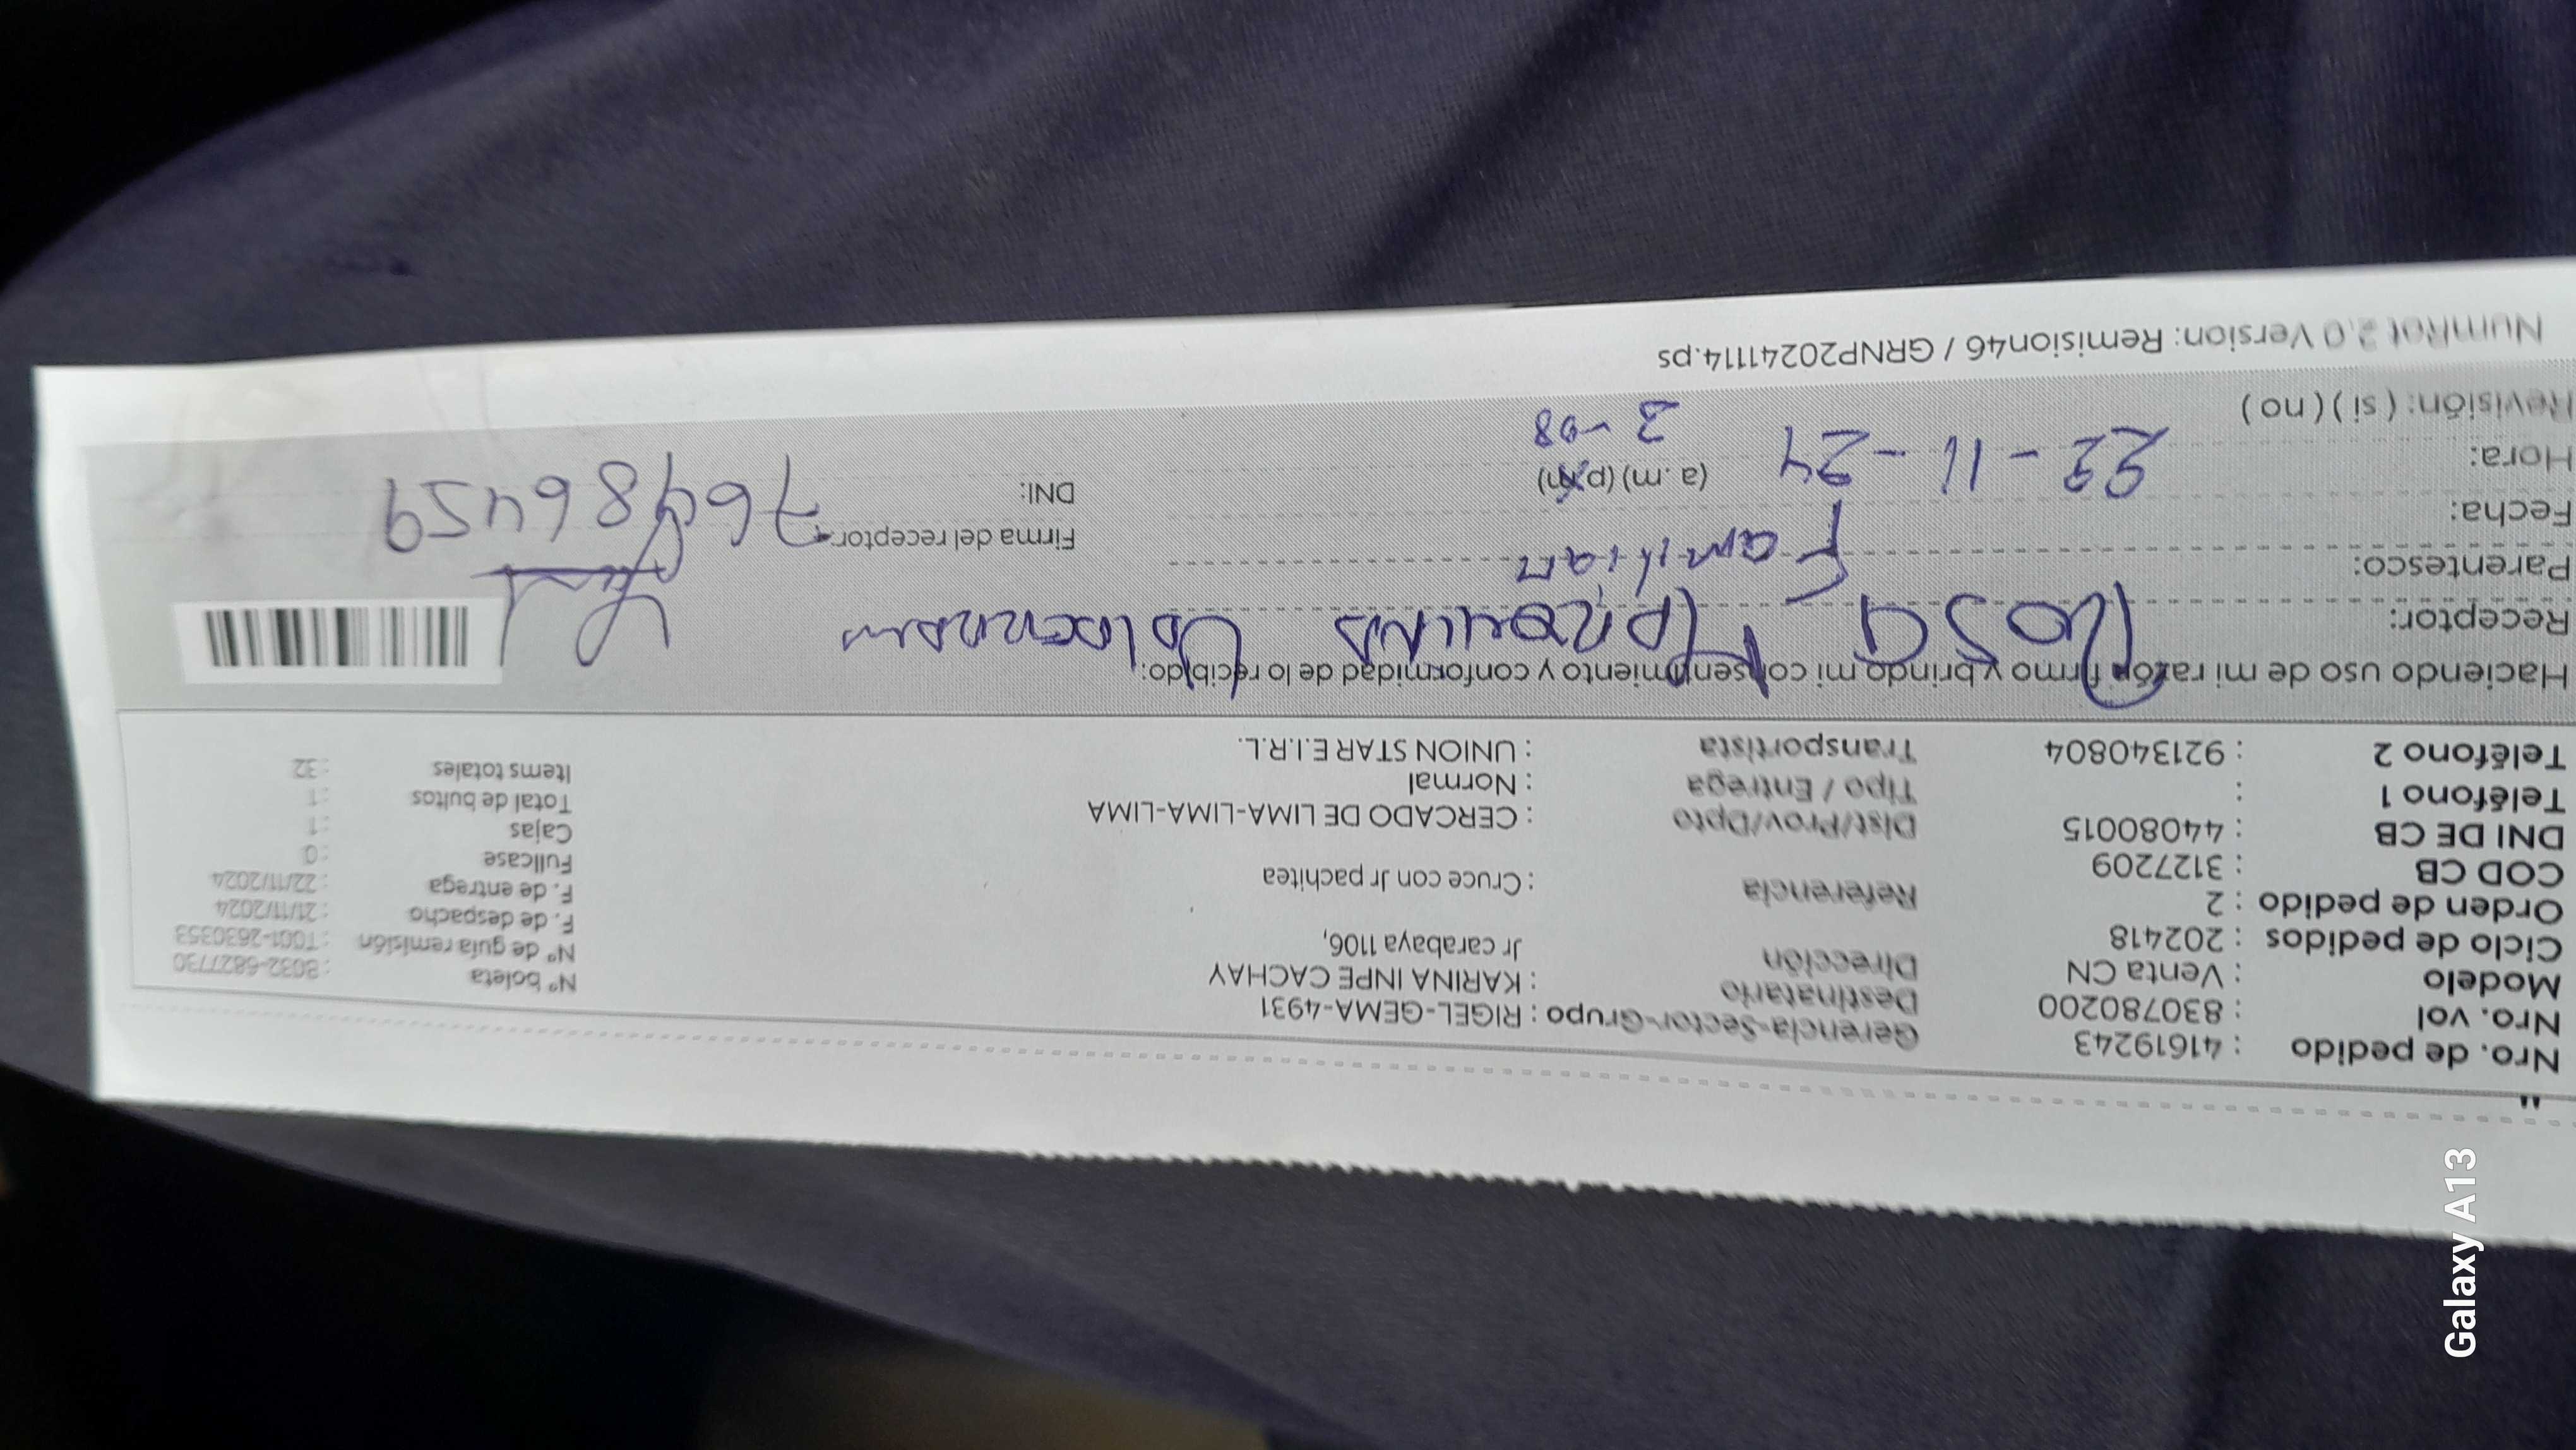 Nro. de pedido : 41619243
Nro. vol : 830780200
Modelo : Venta CN
Ciclo de pedidos : 202418
Orden de pedido : 2
COD CB : 3127209
DNI DE CB : 44080015
Teléfono 1 :
Teléfono 2 : 921340804
Gerencia-Sector-Grupo : RIGEL-GEMA-4931
Destinatario : KARINA INPE CACHAY
Dirección Jr carabaya 1106,
Referencia : Cruce con Jr pachitea
Dist/Prov/Dpto : CERCADO DE LIMA-LIMA-LIMA
Tipo / Entrega : Normal
Transportista : UNION STAR E.I.R.L.
Nº boleta : B032-6827730
Nº de guía remisión : T001-2630353
F. de despacho : 21/11/2024
F. de entrega : 22/11/2024
Fullcase : 0
Cajas : 1
Total de bultos : 1
Items totales : 32
Haciendo uso de mi razón firmo y brindo mi consentimiento y conformidad de lo recibido:
Receptor: Rosa
Parentesco: Familiar
Fecha: 22-11-24
Hora: (a. m) (p.m)
Revisión: ( si ) ( no )
Firma del receptor:
DNI: 76486459
NumRot 2.0 Version: Remision46 / GRNP20241114.ps
Galaxy A13